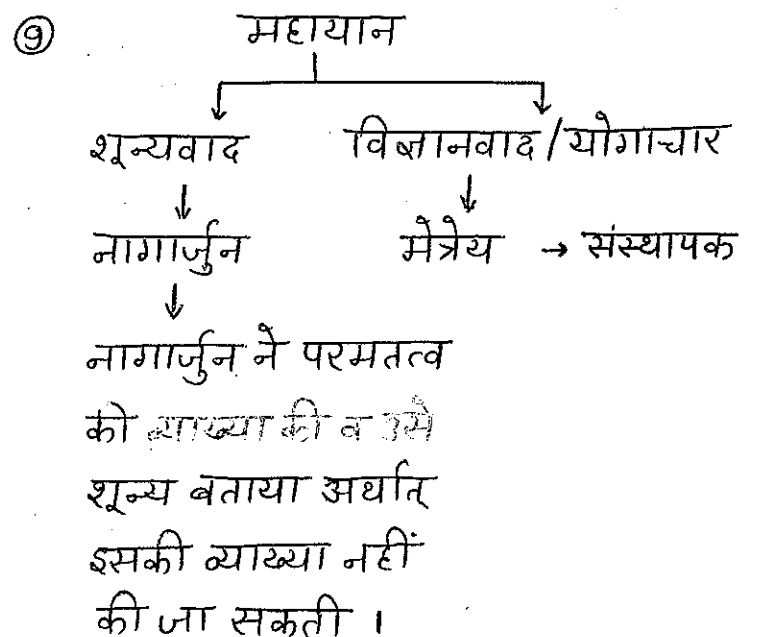 ⑨ महायान
शून्यवाद विज्ञानवाद/योगाचार
नागार्जुन मेत्रेय → संस्थापक
नागार्जुन ने परमतत्व
की व्याख्या की व उसे
शून्य बताया अर्थात्
इसकी व्याख्या नहीं
की जा सकती ।